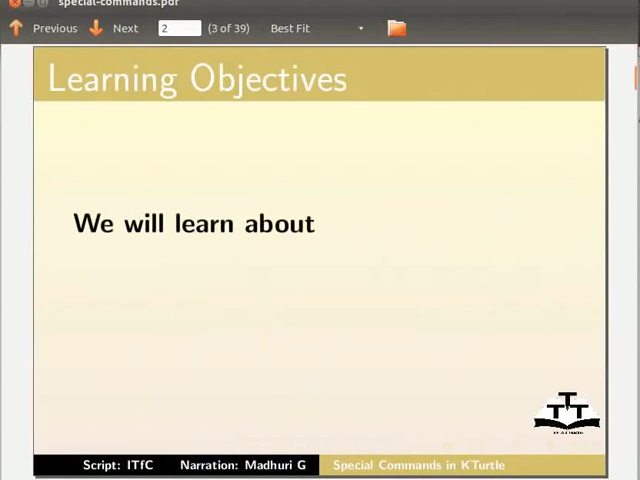 special-commands.pdf
Previous Next 2 (3 of 39) Best Fit
Learning Objectives
We will learn about
TTT
Script: ITfC Narration: Madhuri G Special Commands in KTurtle